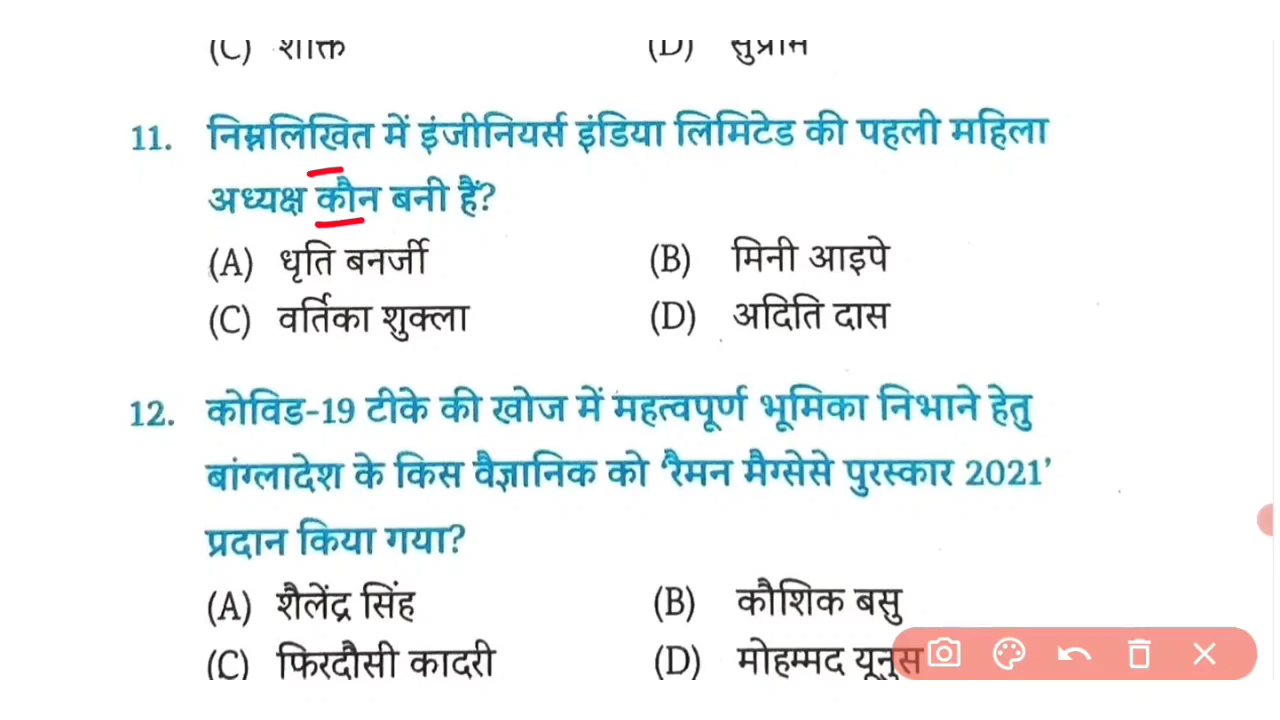 (C) शक्ति (D) सुप्रीम
11. निम्नलिखित में इंजीनियर्स इंडिया लिमिटेड की पहली महिला
अध्यक्ष कौन बनी हैं?
(A) धृति बनर्जी (B) मिनी आइपे
(C) वर्तिका शुक्ला (D) अदिति दास
12. कोविड-19 टीके की खोज में महत्वपूर्ण भूमिका निभाने हेतु
बांग्लादेश के किस वैज्ञानिक को ‘रैमन मैग्सेसे पुरस्कार 2021’
प्रदान किया गया?
(A) शैलेंद्र सिंह (B) कौशिक बसु
(C) फिरदौसी कादरी (D) मोहम्मद यूनुस